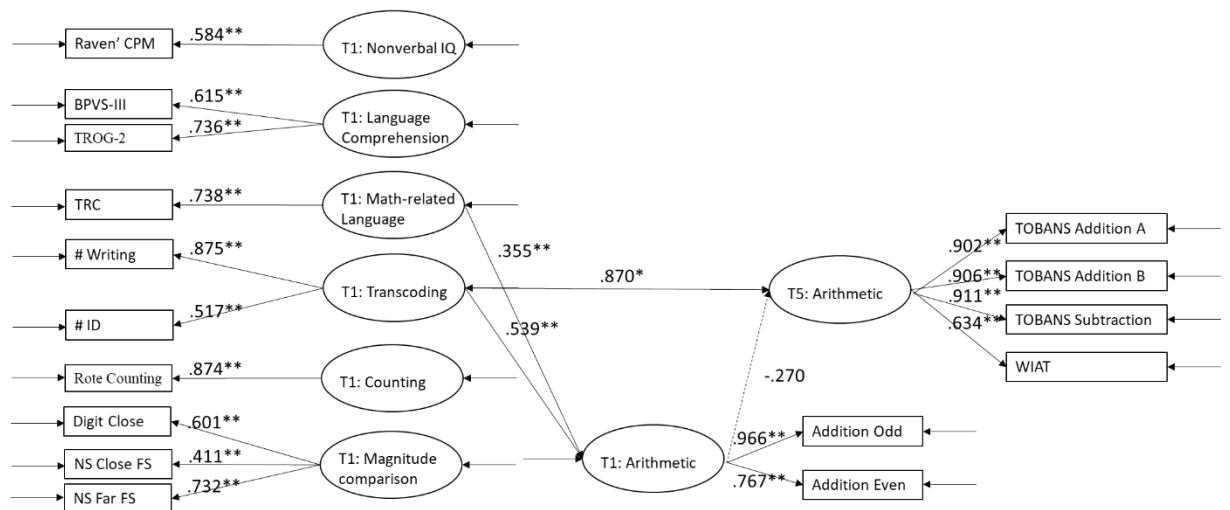 Raven' CPM
.584**
T1: Nonverbal IQ
BPVS-III
.615**
TROG-2
.736**
T1: Language
Comprehension
TRC
.738**
T1: Math-related
Language
# Writing
.875**
# ID
.517**
T1: Transcoding
.355**
.539**
.870*
Rote Counting
.874**
T1: Counting
Digit Close
.601**
NS Close FS
.411**
NS Far FS
.732**
T1: Magnitude
comparison
T1: Arithmetic
-.270
T5: Arithmetic
.902**
TOBANS Addition A
.906**
TOBANS Addition B
.911**
TOBANS Subtraction
.634**
WIAT
.966**
Addition Odd
.767**
Addition Even